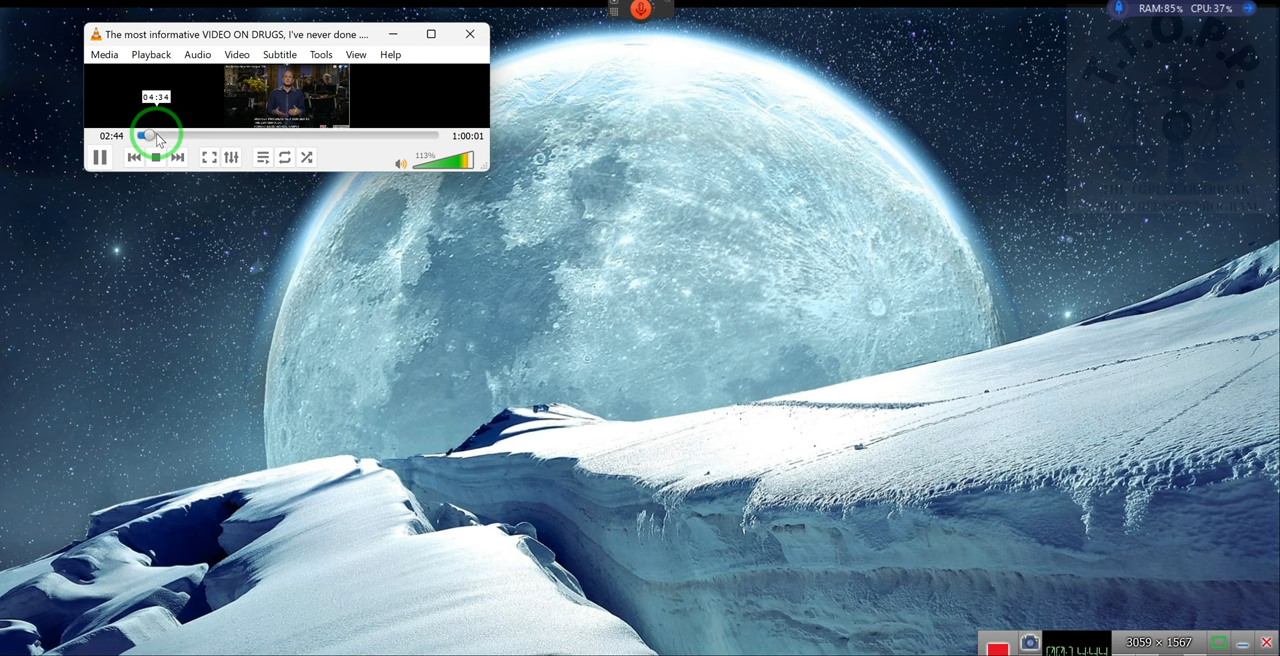 RAM:85% CPU:37%
The most informative VIDEO ON DRUGS, I've never done ....
Media Playback Audio Video Subtitle Tools View Help
04:34
02:44 1:00:01
113%
T.O.P.P.
3059 × 1567